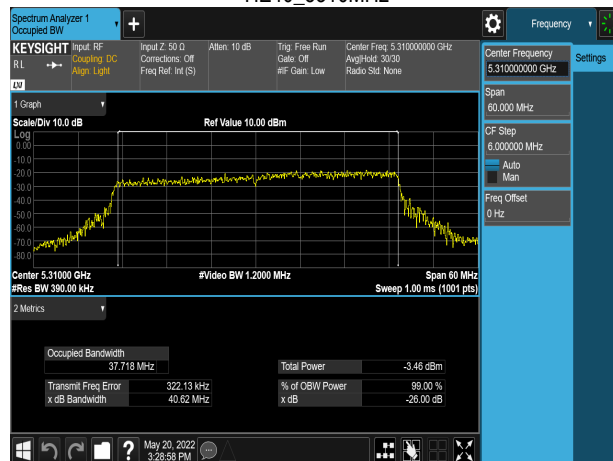 Spectrum Analyzer 1
Occupied BW
Frequency
KEYSIGHT
RL
Input: RF
Coupling: DC
Align: Light
Input Z: 50 Ω
Corrections: Off
Freq Ref: Int (S)
Atten: 10 dB
Trig: Free Run
Gate: Off
#IF Gain: Low
Center Freq: 5.310000000 GHz
Avg|Hold: 30/30
Radio Std: None
LXI
Center Frequency
5.310000000 GHz
Settings
Span
60.000 MHz
CF Step
6.000000 MHz
Auto
Man
Freq Offset
0 Hz
1 Graph
Scale/Div 10.0 dB
Ref Value 10.00 dBm
Log
0.00
-10.0
-20.0
-30.0
-40.0
-50.0
-60.0
-70.0
-80.0
Center 5.31000 GHz
#Video BW 1.2000 MHz
Span 60 MHz
#Res BW 390.00 kHz
Sweep 1.00 ms (1001 pts)
2 Metrics
Occupied Bandwidth
37.718 MHz
Total Power -3.46 dBm
Transmit Freq Error 322.13 kHz
% of OBW Power 99.00 %
x dB Bandwidth 40.62 MHz
x dB -26.00 dB
?
May 20, 2022
3:28:58 PM